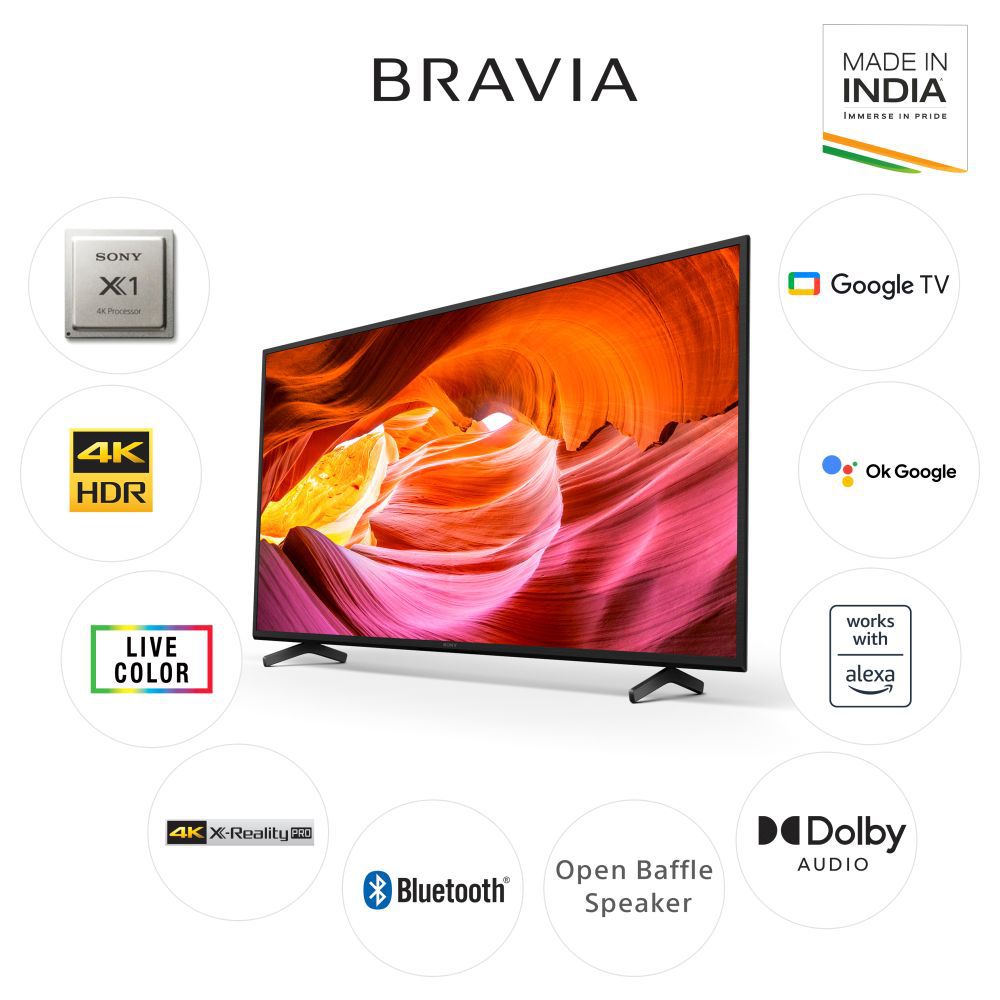 BRAVIA
MADE IN
INDIA
IMMERSE IN PRIDE
SONY
X1
4K Processor
Google TV
4K
HDR
Ok Google
LIVE
COLOR
works
with
alexa
SONY
4K X-Reality PRO
Bluetooth®
Open Baffle
Speaker
Dolby
AUDIO